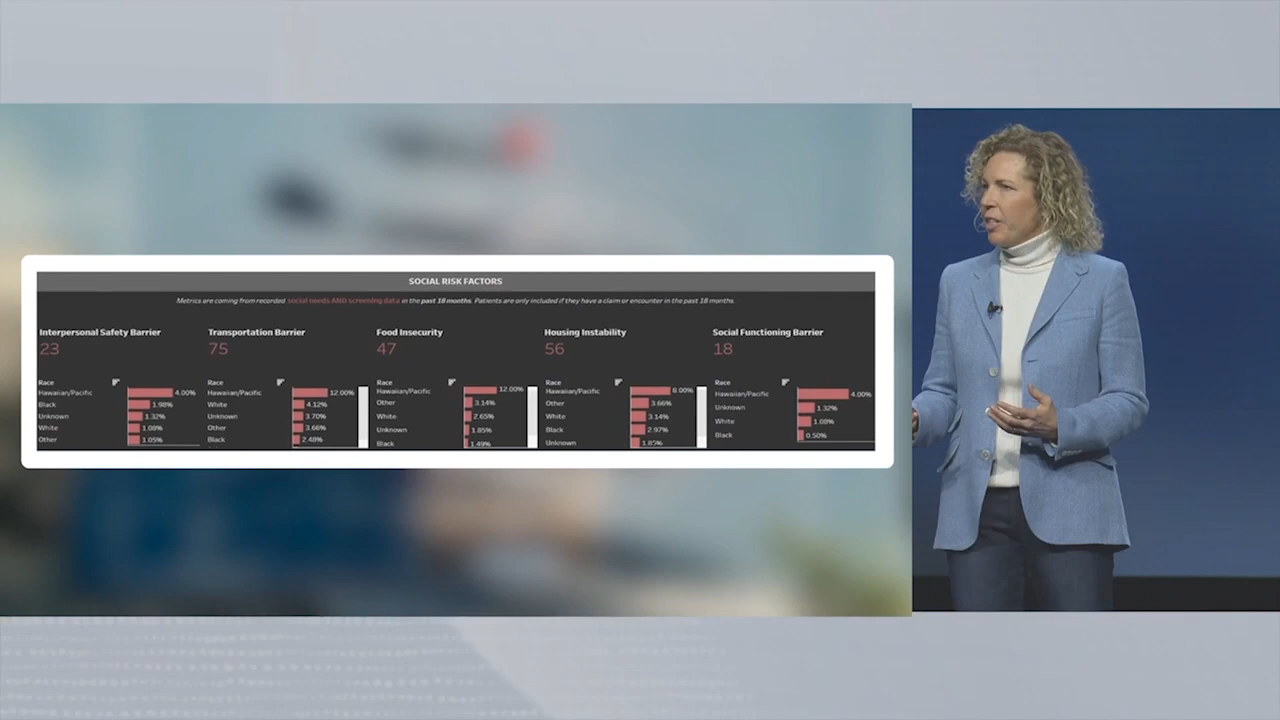 SOCIAL RISK FACTORS
Metrics are coming from recorded social needs AND screening data in the past 18 months. Patients are only included if they have a claim or encounter in the past 18 months.
Interpersonal Safety Barrier
23
Race
Hawaiian/Pacific 4.00%
Black 1.98%
Unknown 1.32%
White 1.08%
Other 1.05%
Transportation Barrier
75
Race
Hawaiian/Pacific 12.00%
White 4.12%
Unknown 3.70%
Other 3.66%
Black 2.48%
Food Insecurity
47
Race
Hawaiian/Pacific 12.00%
Other 3.14%
White 2.65%
Unknown 1.85%
Black 1.49%
Housing Instability
56
Race
Hawaiian/Pacific 8.00%
Other 3.66%
White 3.14%
Black 2.97%
Unknown 1.85%
Social Functioning Barrier
18
Race
Hawaiian/Pacific 4.00%
Unknown 1.32%
White 1.08%
Black 0.50%